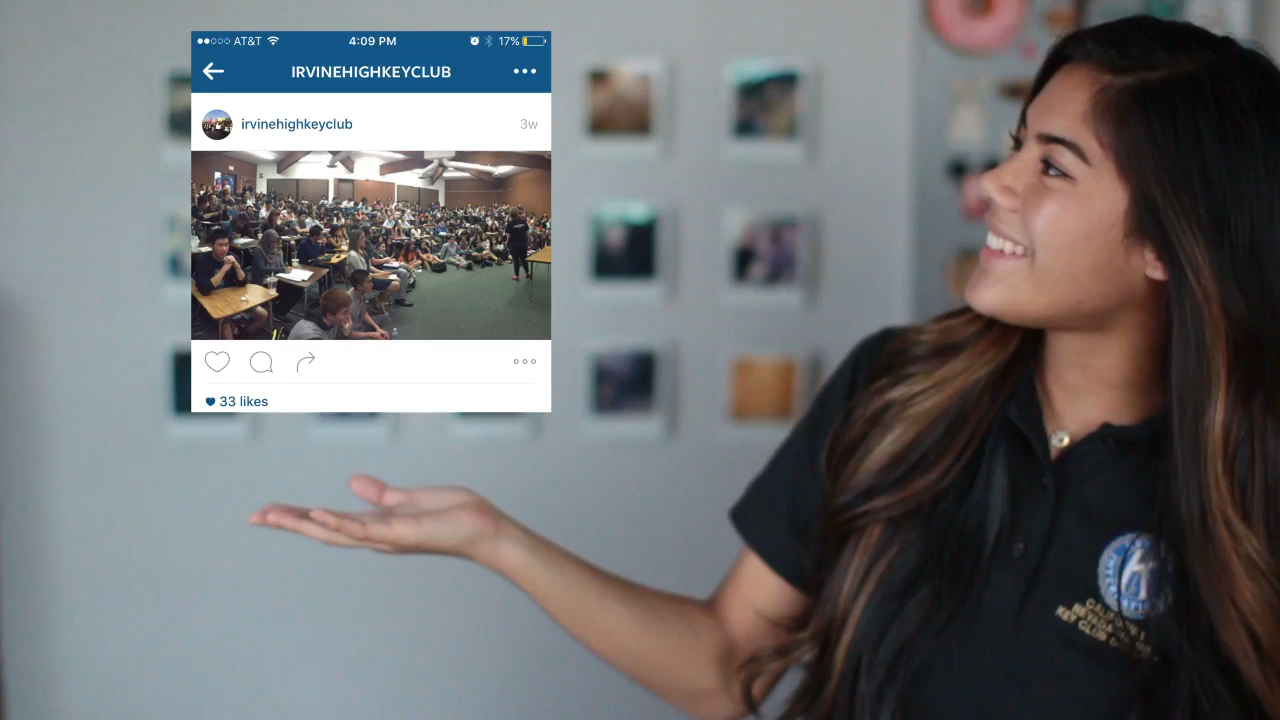 AT&T 4:09 PM 17%
IRVINEHIGHKEYCLUB
irvinehighkeyclub 3w
33 likes
KEY CLUB